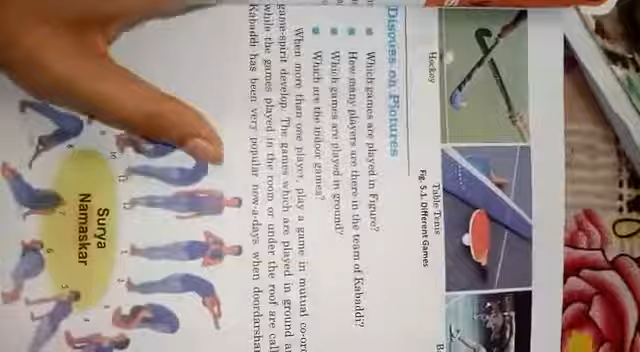 Hockey
Table Tenis
B
Fig. 5.1. Different Games
Discues on Pictures
Which games are played in Figure?
How many players are there in the team of Kabaddi?
Which games are played in ground?
Which are the indoor games?
When more than one player, play a game in mutual co-or
game-spirit develop. The games which are played in ground a
while the games played in the room or under the roof are call
Kabaddi has been very popular now-a-days when doordarsha
Surya
Namaskar